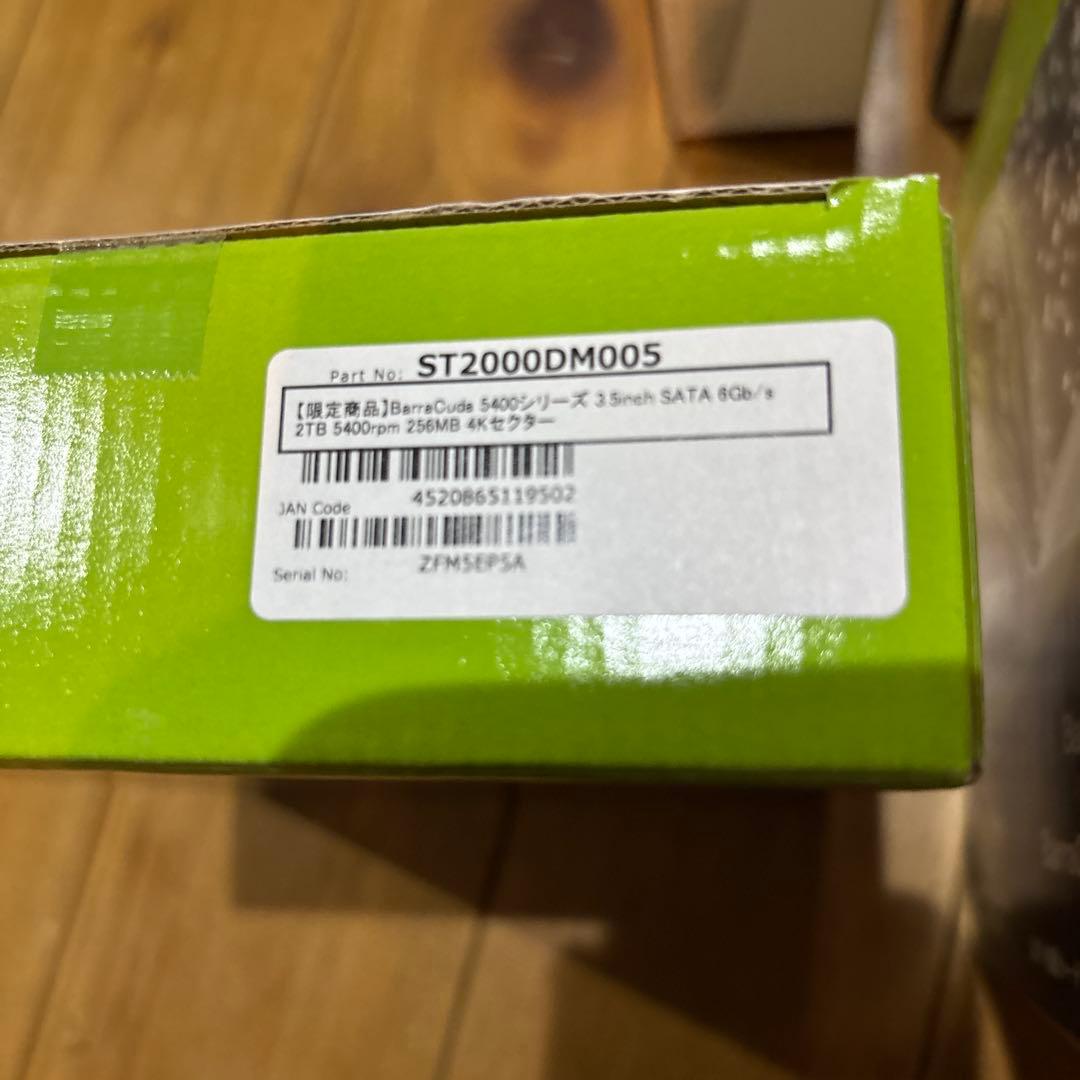 Part No: ST2000DM005
【限定商品】BarraCuda 5400シリーズ 3.5inch SATA 6Gb/s
2TB 5400rpm 256MB 4Kセクター
4520865119502
JAN Code
ZFM5EP5A
Serial No: